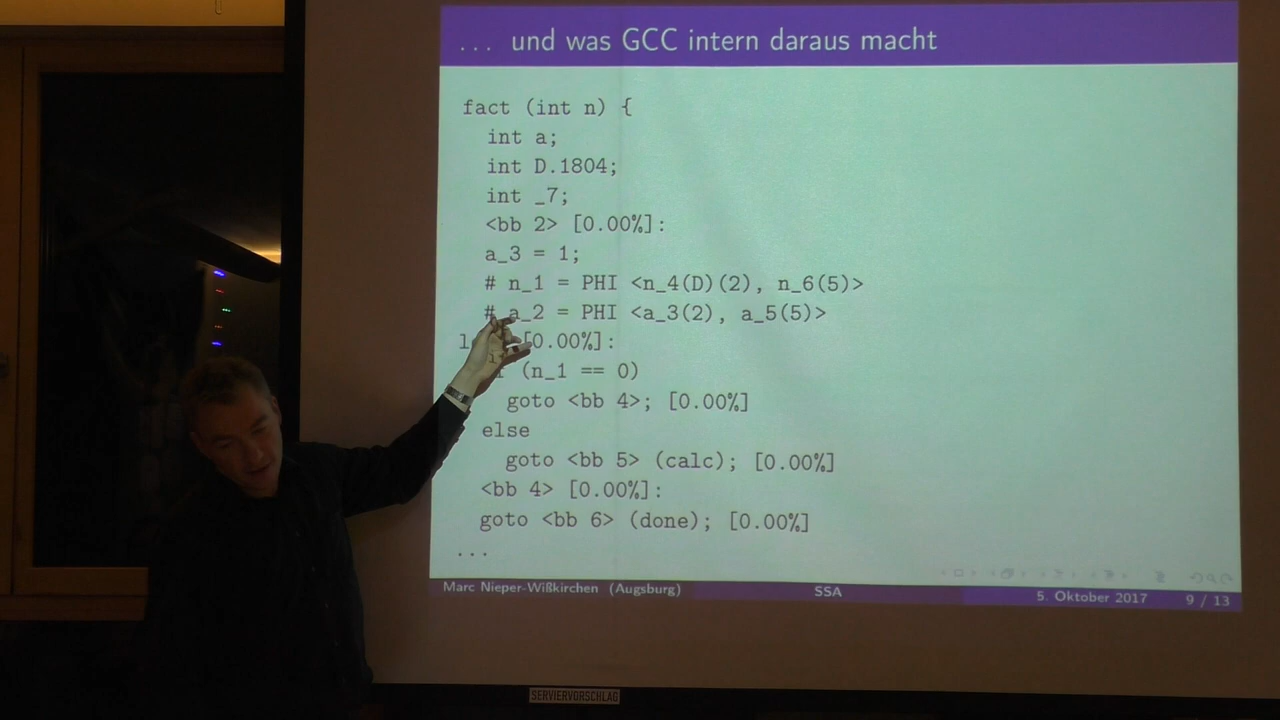 ... und was GCC intern daraus macht
fact (int n) {
int a;
int D.1804;
int _7;
<bb 2> [0.00%]:
a_3 = 1;
# n_1 = PHI <n_4(D)(2), n_6(5)>
# a_2 = PHI <a_3(2), a_5(5)>
[0.00%]:
if (n_1 == 0)
goto <bb 4>; [0.00%]
else
goto <bb 5> (calc); [0.00%]
<bb 4> [0.00%]:
goto <bb 6> (done); [0.00%]
...
Marc Nieper-Wißkirchen (Augsburg) SSA 5. Oktober 2017 9 / 13
SERVIERVORSCHLAG